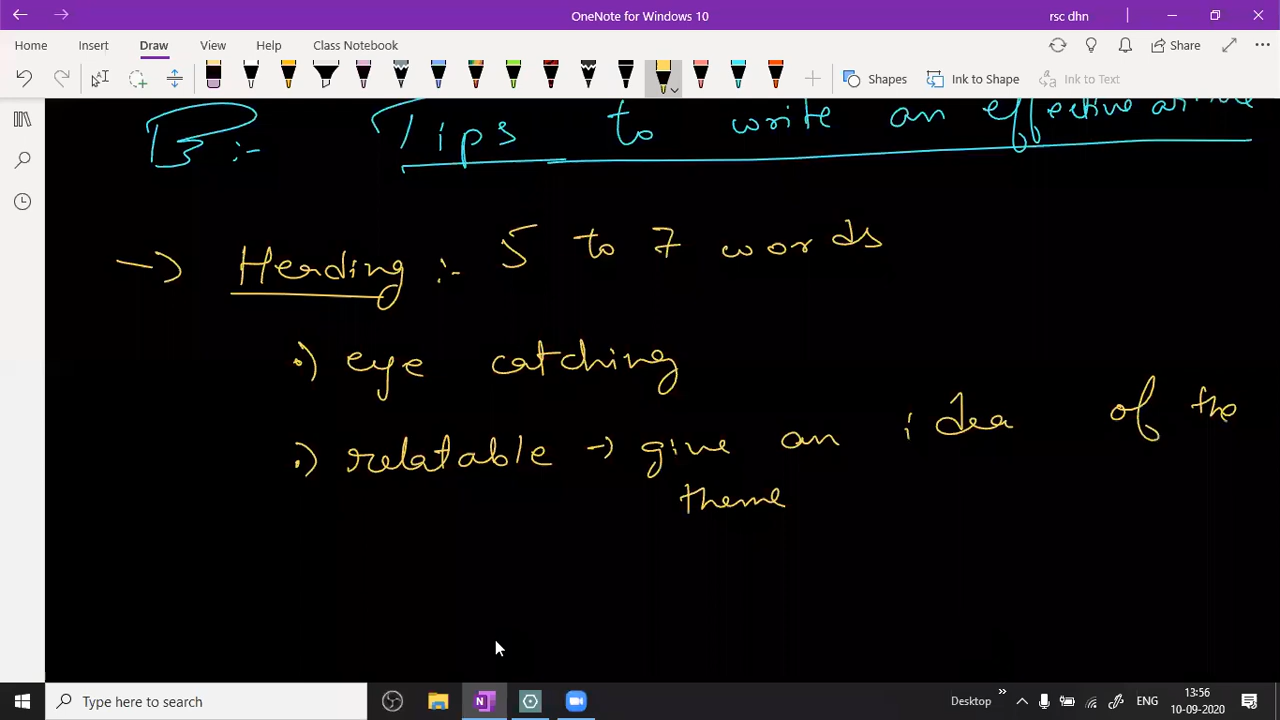 OneNote for Windows 10
rsc dhn
Home Insert Draw View Help Class Notebook
Share
Shapes Ink to Shape Ink to Text
B :- Tips to write an effective
→ Heading :- 5 to 7 words
•) eye catching
•) relatable → give an idea of the
theme
Type here to search
N
Desktop
ENG
13:56
10-09-2020